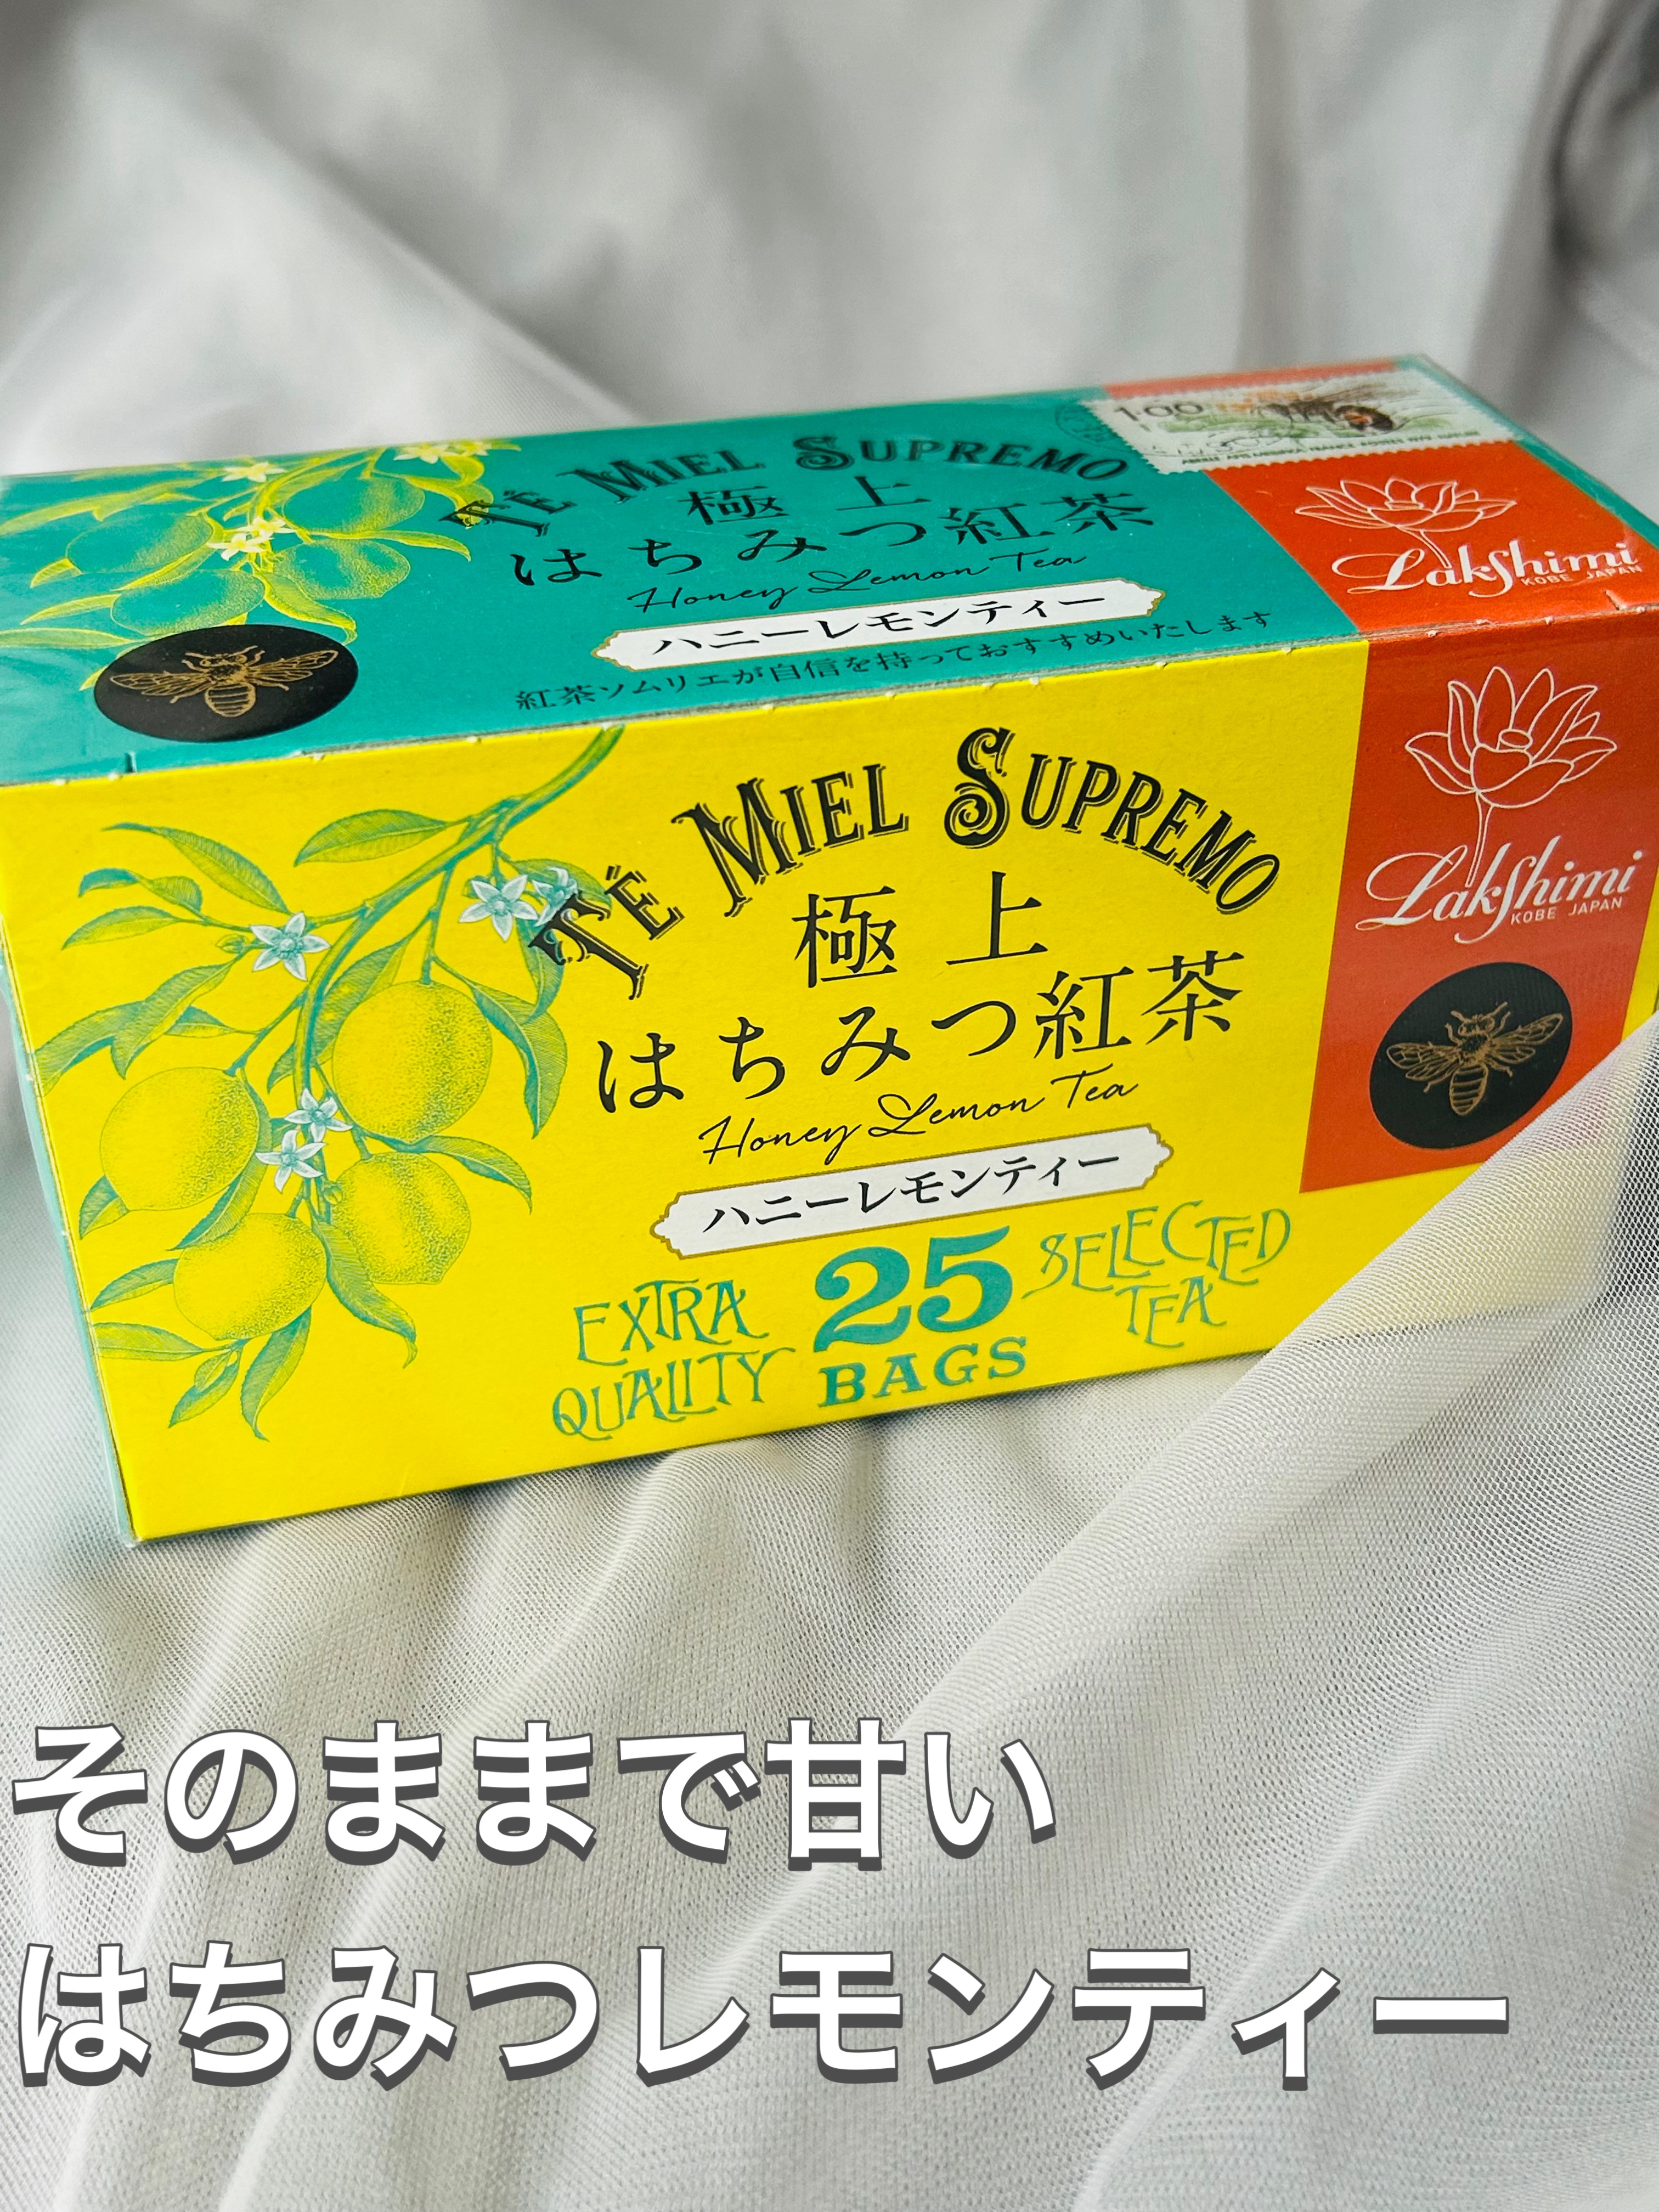 TÉ MIEL SUPREMO
極上
はちみつ紅茶
Honey Lemon Tea
ハニーレモンティー
紅茶ソムリエが自信を持っておすすめいたします
1.00
Lakshimi
KOBE JAPAN
TÉ MIEL SUPREMO
極上
はちみつ紅茶
Honey Lemon Tea
ハニーレモンティー
EXTRA
QUALITY
25
BAGS
SELECTED
TEA
Lakshimi
KOBE JAPAN
そのままで甘い
はちみつレモンティー